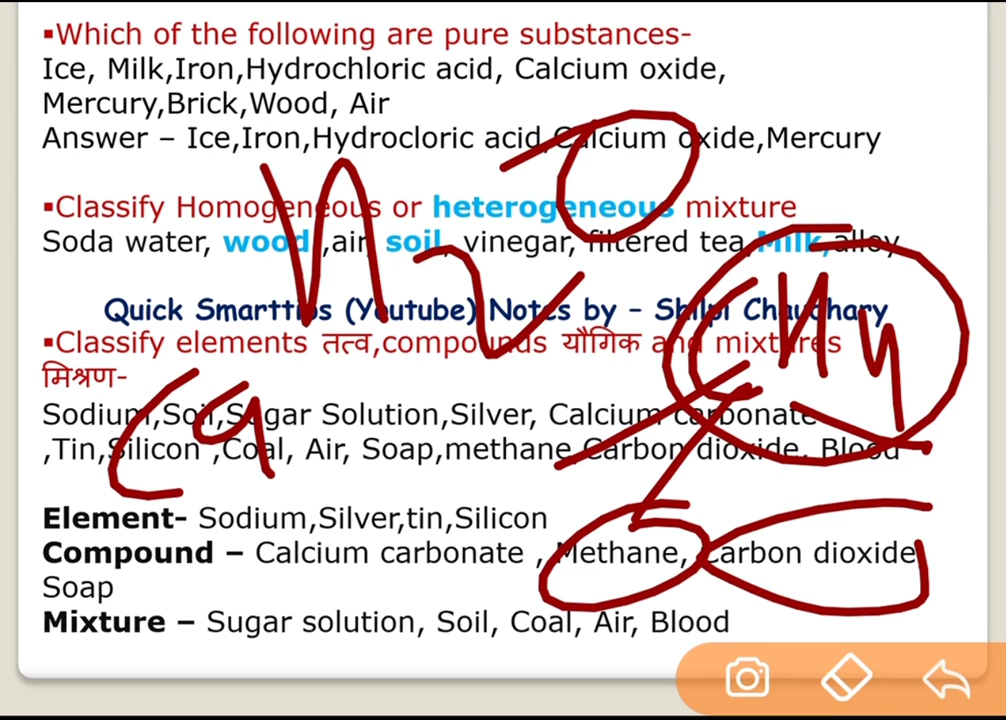 ▪Which of the following are pure substances-
Ice, Milk,Iron,Hydrochloric acid, Calcium oxide,
Mercury,Brick,Wood, Air
Answer – Ice,Iron,Hydrocloric acid,Calcium oxide,Mercury
▪Classify Homogeneous or heterogeneous mixture
Soda water, wood ,air, soil, vinegar, filtered tea,Milk,alloy
Quick Smarttips (Youtube) Notes by - Shilpi Chaudhary
▪Classify elements तत्व,compounds यौगिक and mixtures
मिश्रण-
Sodium,Soil,Sugar Solution,Silver, Calcium carbonate
,Tin,Silicon ,Coal, Air, Soap,methane,Carbon dioxide, Blood
Element- Sodium,Silver,tin,Silicon
Compound – Calcium carbonate , Methane, Carbon dioxide,
Soap
Mixture – Sugar solution, Soil, Coal, Air, Blood